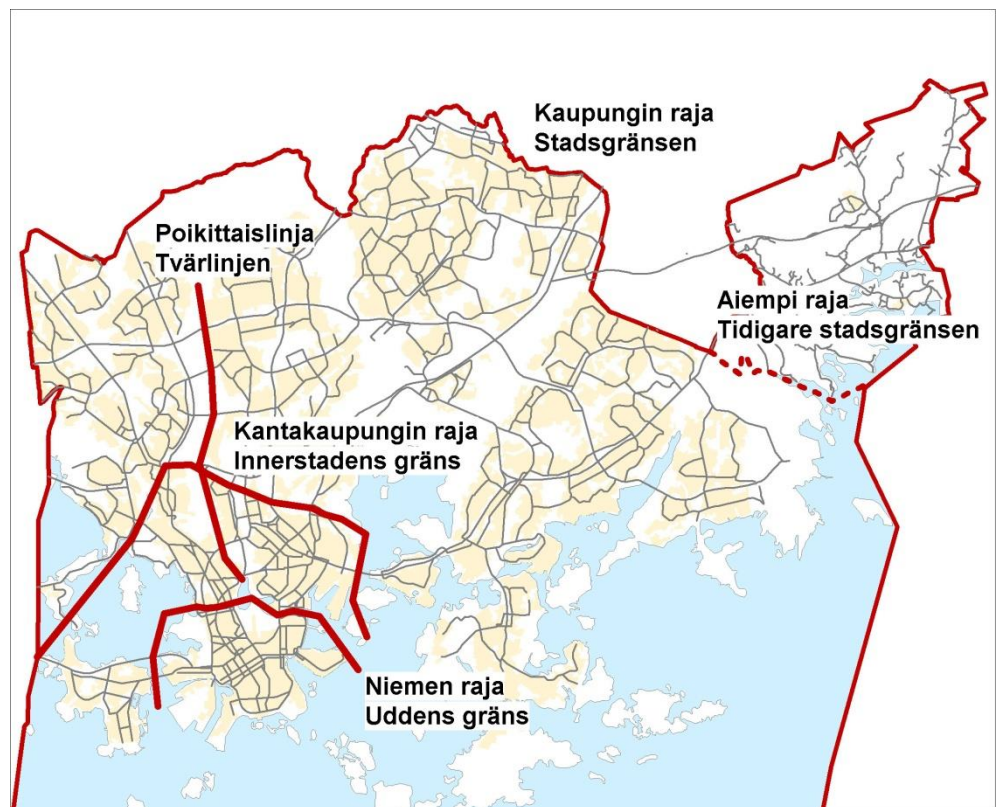 Kaupungin raja
Stadsgränsen
Poikittaislinja
Tvärlinjen
Aiempi raja
Tidigare stadsgränsen
Kantakaupungin raja
Innerstadens gräns
Niemen raja
Uddens gräns